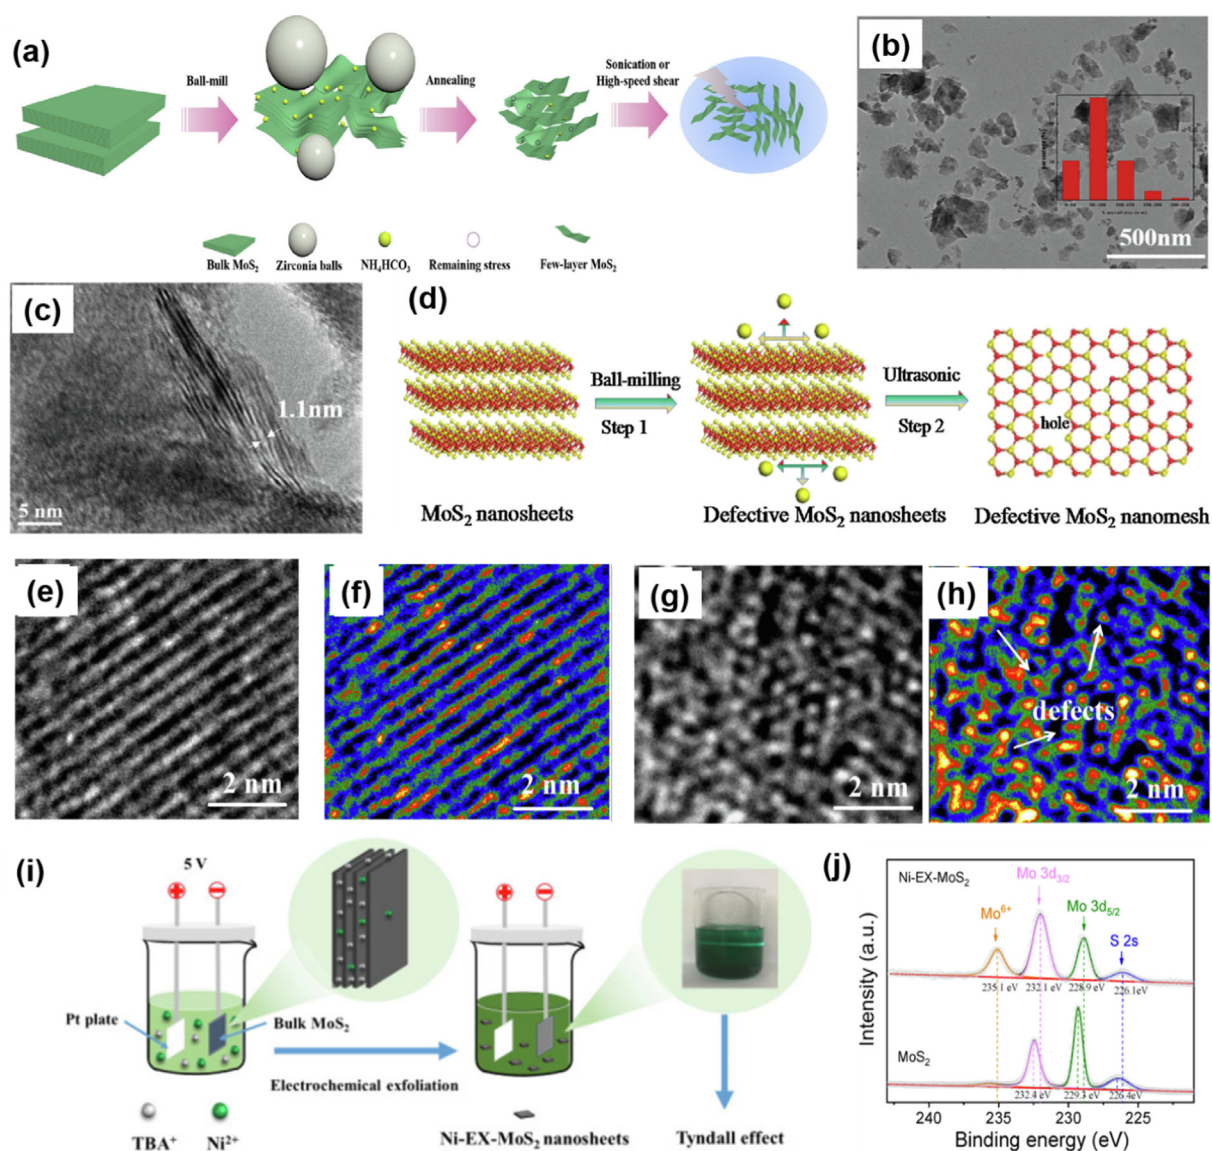 (a)
Ball-mill
Annealing
Sonication or
High-speed shear
Bulk MoS₂
Zirconia balls
NH₄HCO₃
Remaining stress
Few-layer MoS₂
(b)
500nm
(c)
1.1nm
5 nm
(d)
Ball-milling
Step 1
Ultrasonic
Step 2
hole
MoS₂ nanosheets
Defective MoS₂ nanosheets
Defective MoS₂ nanomesh
(e)
2 nm
(f)
2 nm
(g)
2 nm
(h)
defects
2 nm
(i)
5 V
Pt plate
Bulk MoS₂
Electrochemical exfoliation
TBA⁺
Ni²⁺
Ni-EX-MoS₂ nanosheets
Tyndall effect
(j)
Ni-EX-MoS₂
Mo 3d₃/₂
Mo⁶⁺
Mo 3d₅/₂
S 2s
235.1 eV
232.1 eV
228.9 eV
226.1eV
MoS₂
232.4 eV
229.3 eV
226.4eV
Intensity (a.u.)
240 235 230 225
Binding energy (eV)